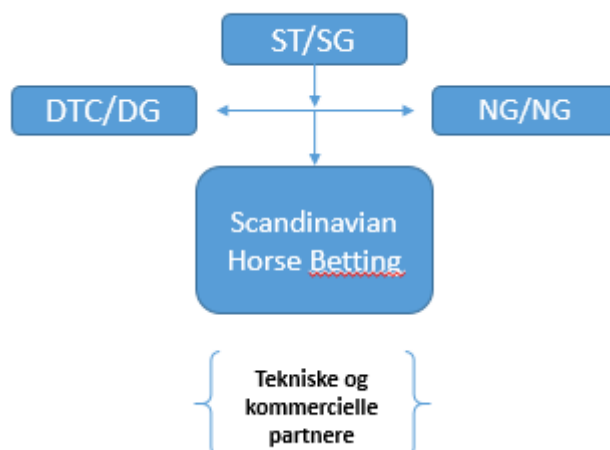 ST/SG
DTC/DG
NG/NG
Scandinavian
Horse Betting
Tekniske og
kommercielle
partnere